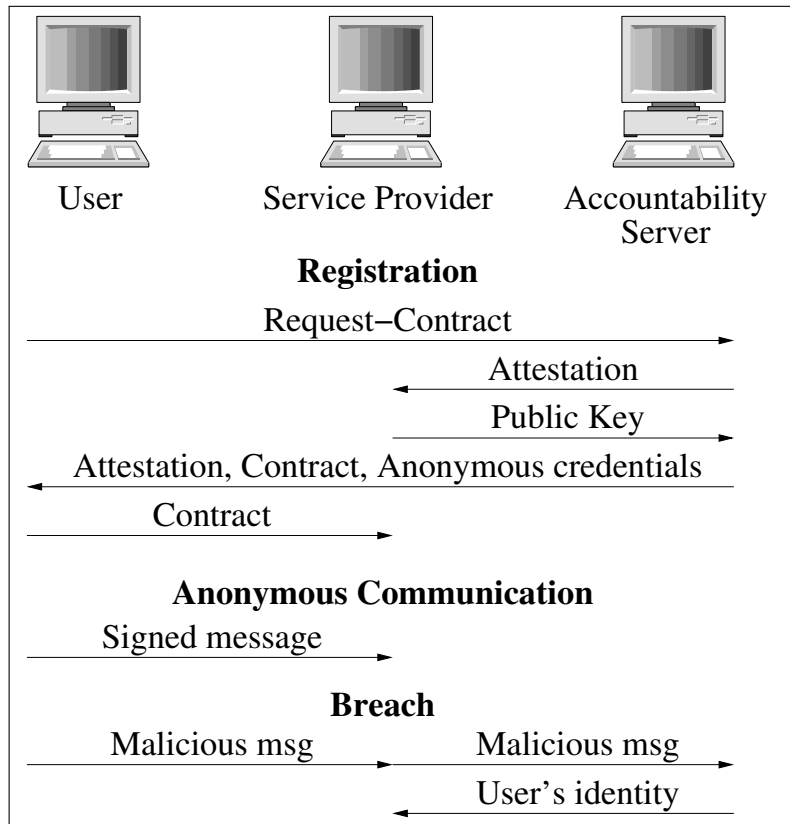 User
Service Provider
Accountability
Server
Registration
Request−Contract
Attestation
Public Key
Attestation, Contract, Anonymous credentials
Contract
Anonymous Communication
Signed message
Breach
Malicious msg
Malicious msg
User's identity